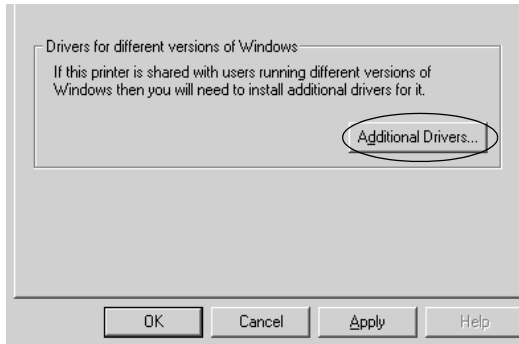 Drivers for different versions of Windows
If this printer is shared with users running different versions of
Windows then you will need to install additional drivers for it.
Additional Drivers...
OK Cancel Apply Help